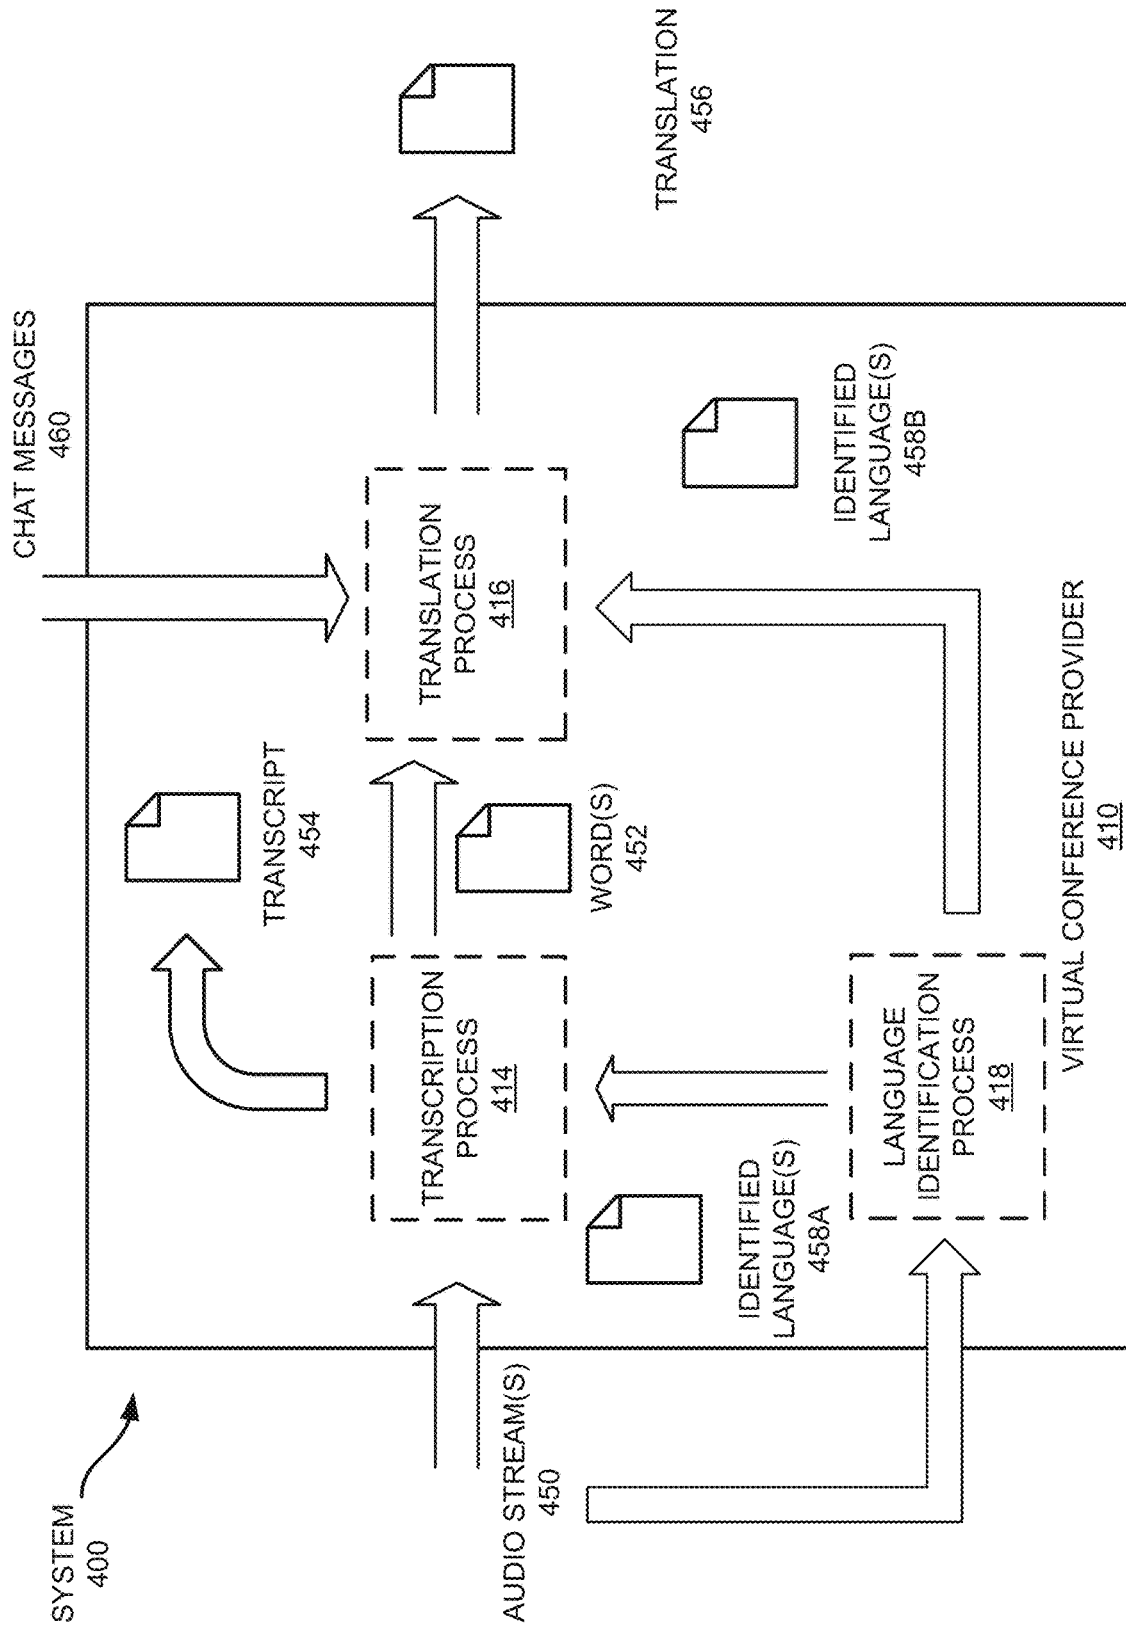 SYSTEM
400
CHAT MESSAGES
460
TRANSCRIPT
454
AUDIO STREAM(S)
450
TRANSCRIPTION
PROCESS
414
WORD(S)
452
TRANSLATION
PROCESS
416
TRANSLATION
456
IDENTIFIED
LANGUAGE(S)
458A
IDENTIFIED
LANGUAGE(S)
458B
LANGUAGE
IDENTIFICATION
PROCESS
418
VIRTUAL CONFERENCE PROVIDER
410